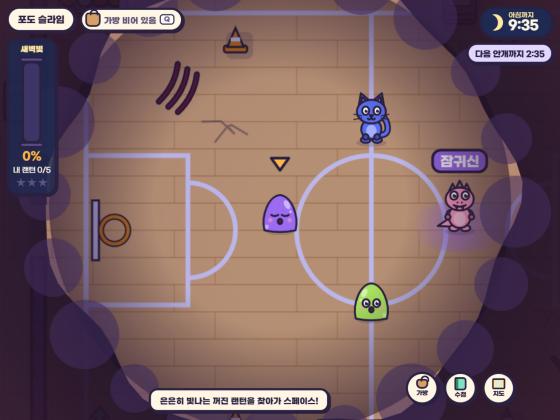 포도 슬라임
가방 비어 있음 Q
아침까지
9:35
다음 안개까지 2:35
새벽빛
0%
내 랜턴 0/5
잠귀신
은은히 빛나는 꺼진 랜턴을 찾아가 스페이스!
가방
수첩
지도